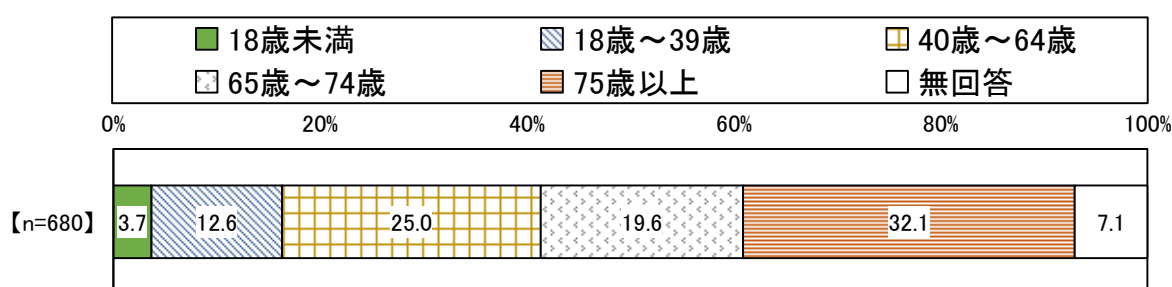 18歳未満 18歳～39歳 40歳～64歳
65歳～74歳 75歳以上 無回答
0% 20% 40% 60% 80% 100%
【n=680】 3.7 12.6 25.0 19.6 32.1 7.1